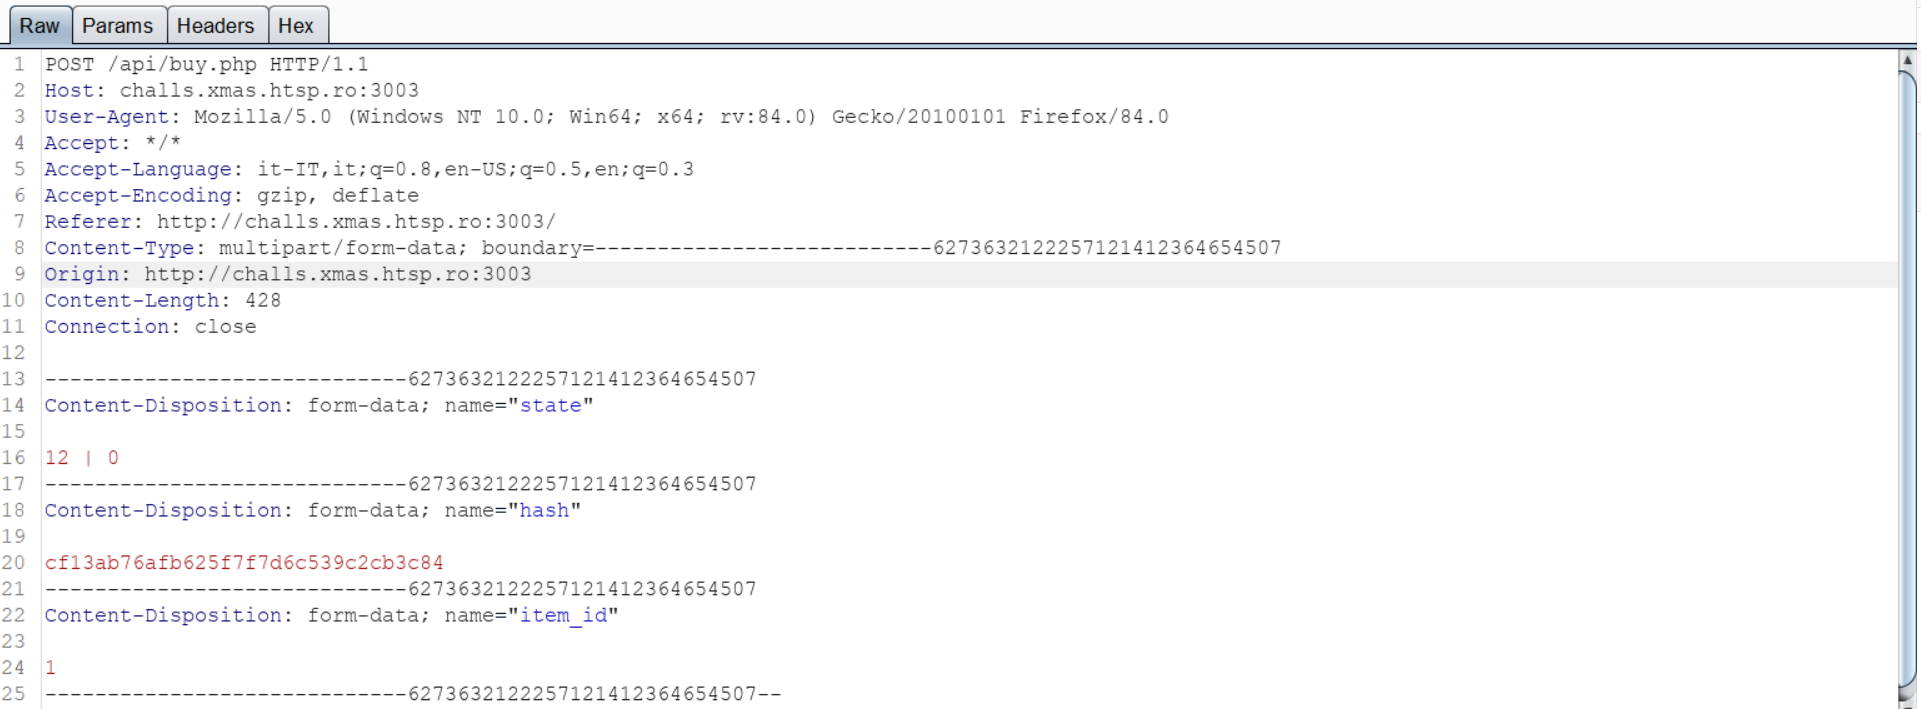 Raw Params Headers Hex
1 POST /api/buy.php HTTP/1.1
2 Host: challs.xmas.htsp.ro:3003
3 User-Agent: Mozilla/5.0 (Windows NT 10.0; Win64; x64; rv:84.0) Gecko/20100101 Firefox/84.0
4 Accept: */*
5 Accept-Language: it-IT,it;q=0.8,en-US;q=0.5,en;q=0.3
6 Accept-Encoding: gzip, deflate
7 Referer: http://challs.xmas.htsp.ro:3003/
8 Content-Type: multipart/form-data; boundary=---------------------------6273632122257121412364654507
9 Origin: http://challs.xmas.htsp.ro:3003
10 Content-Length: 428
11 Connection: close
12
13 -----------------------------6273632122257121412364654507
14 Content-Disposition: form-data; name="state"
15
16 12 | 0
17 -----------------------------6273632122257121412364654507
18 Content-Disposition: form-data; name="hash"
19
20 cf13ab76afb625f7f7d6c539c2cb3c84
21 -----------------------------6273632122257121412364654507
22 Content-Disposition: form-data; name="item_id"
23
24 1
25 -----------------------------6273632122257121412364654507--